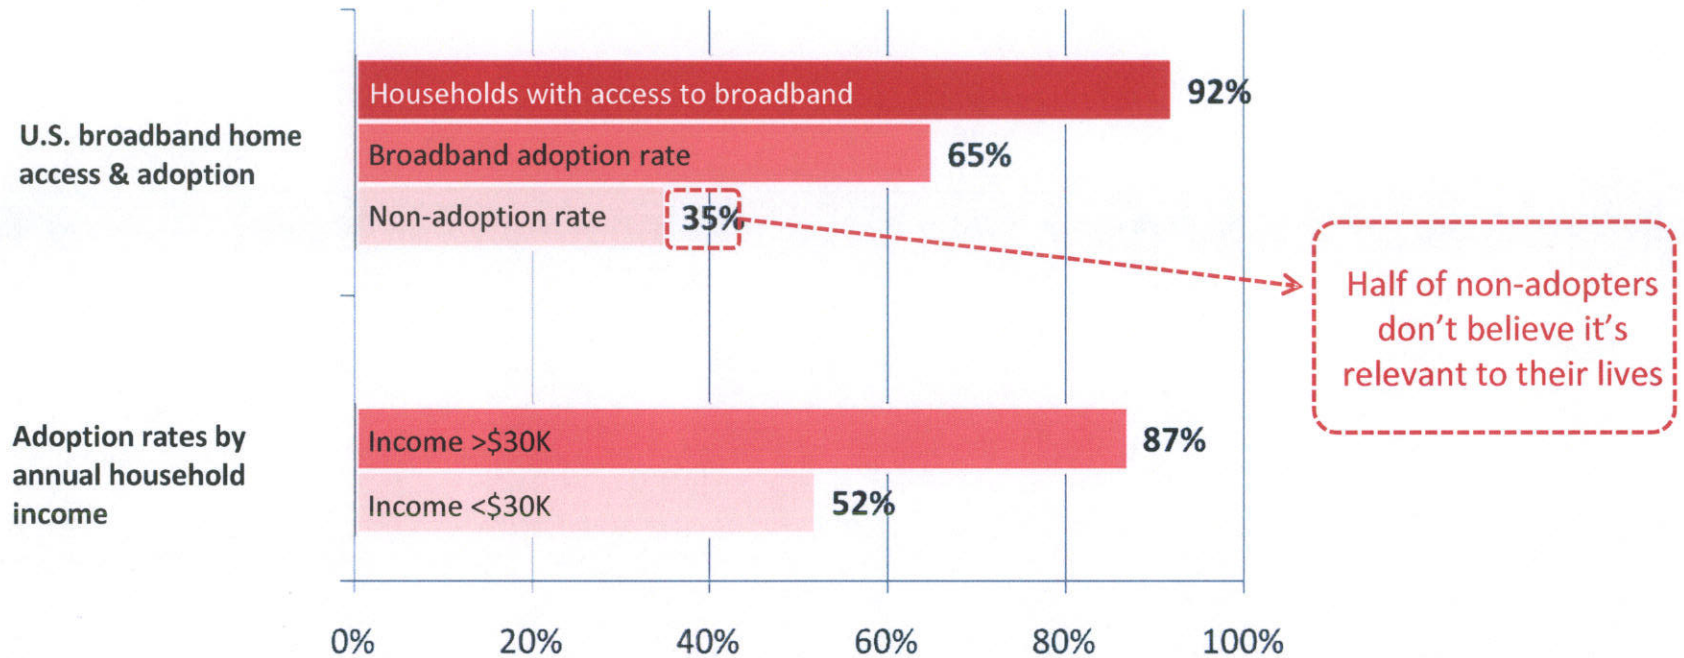 U.S. broadband home
access & adoption
Households with access to broadband
92%
Broadband adoption rate
65%
Non-adoption rate
35%
Half of non-adopters
don't believe it's
relevant to their lives
Adoption rates by
annual household
income
Income >$30K
87%
Income <$30K
52%
0% 20% 40% 60% 80% 100%